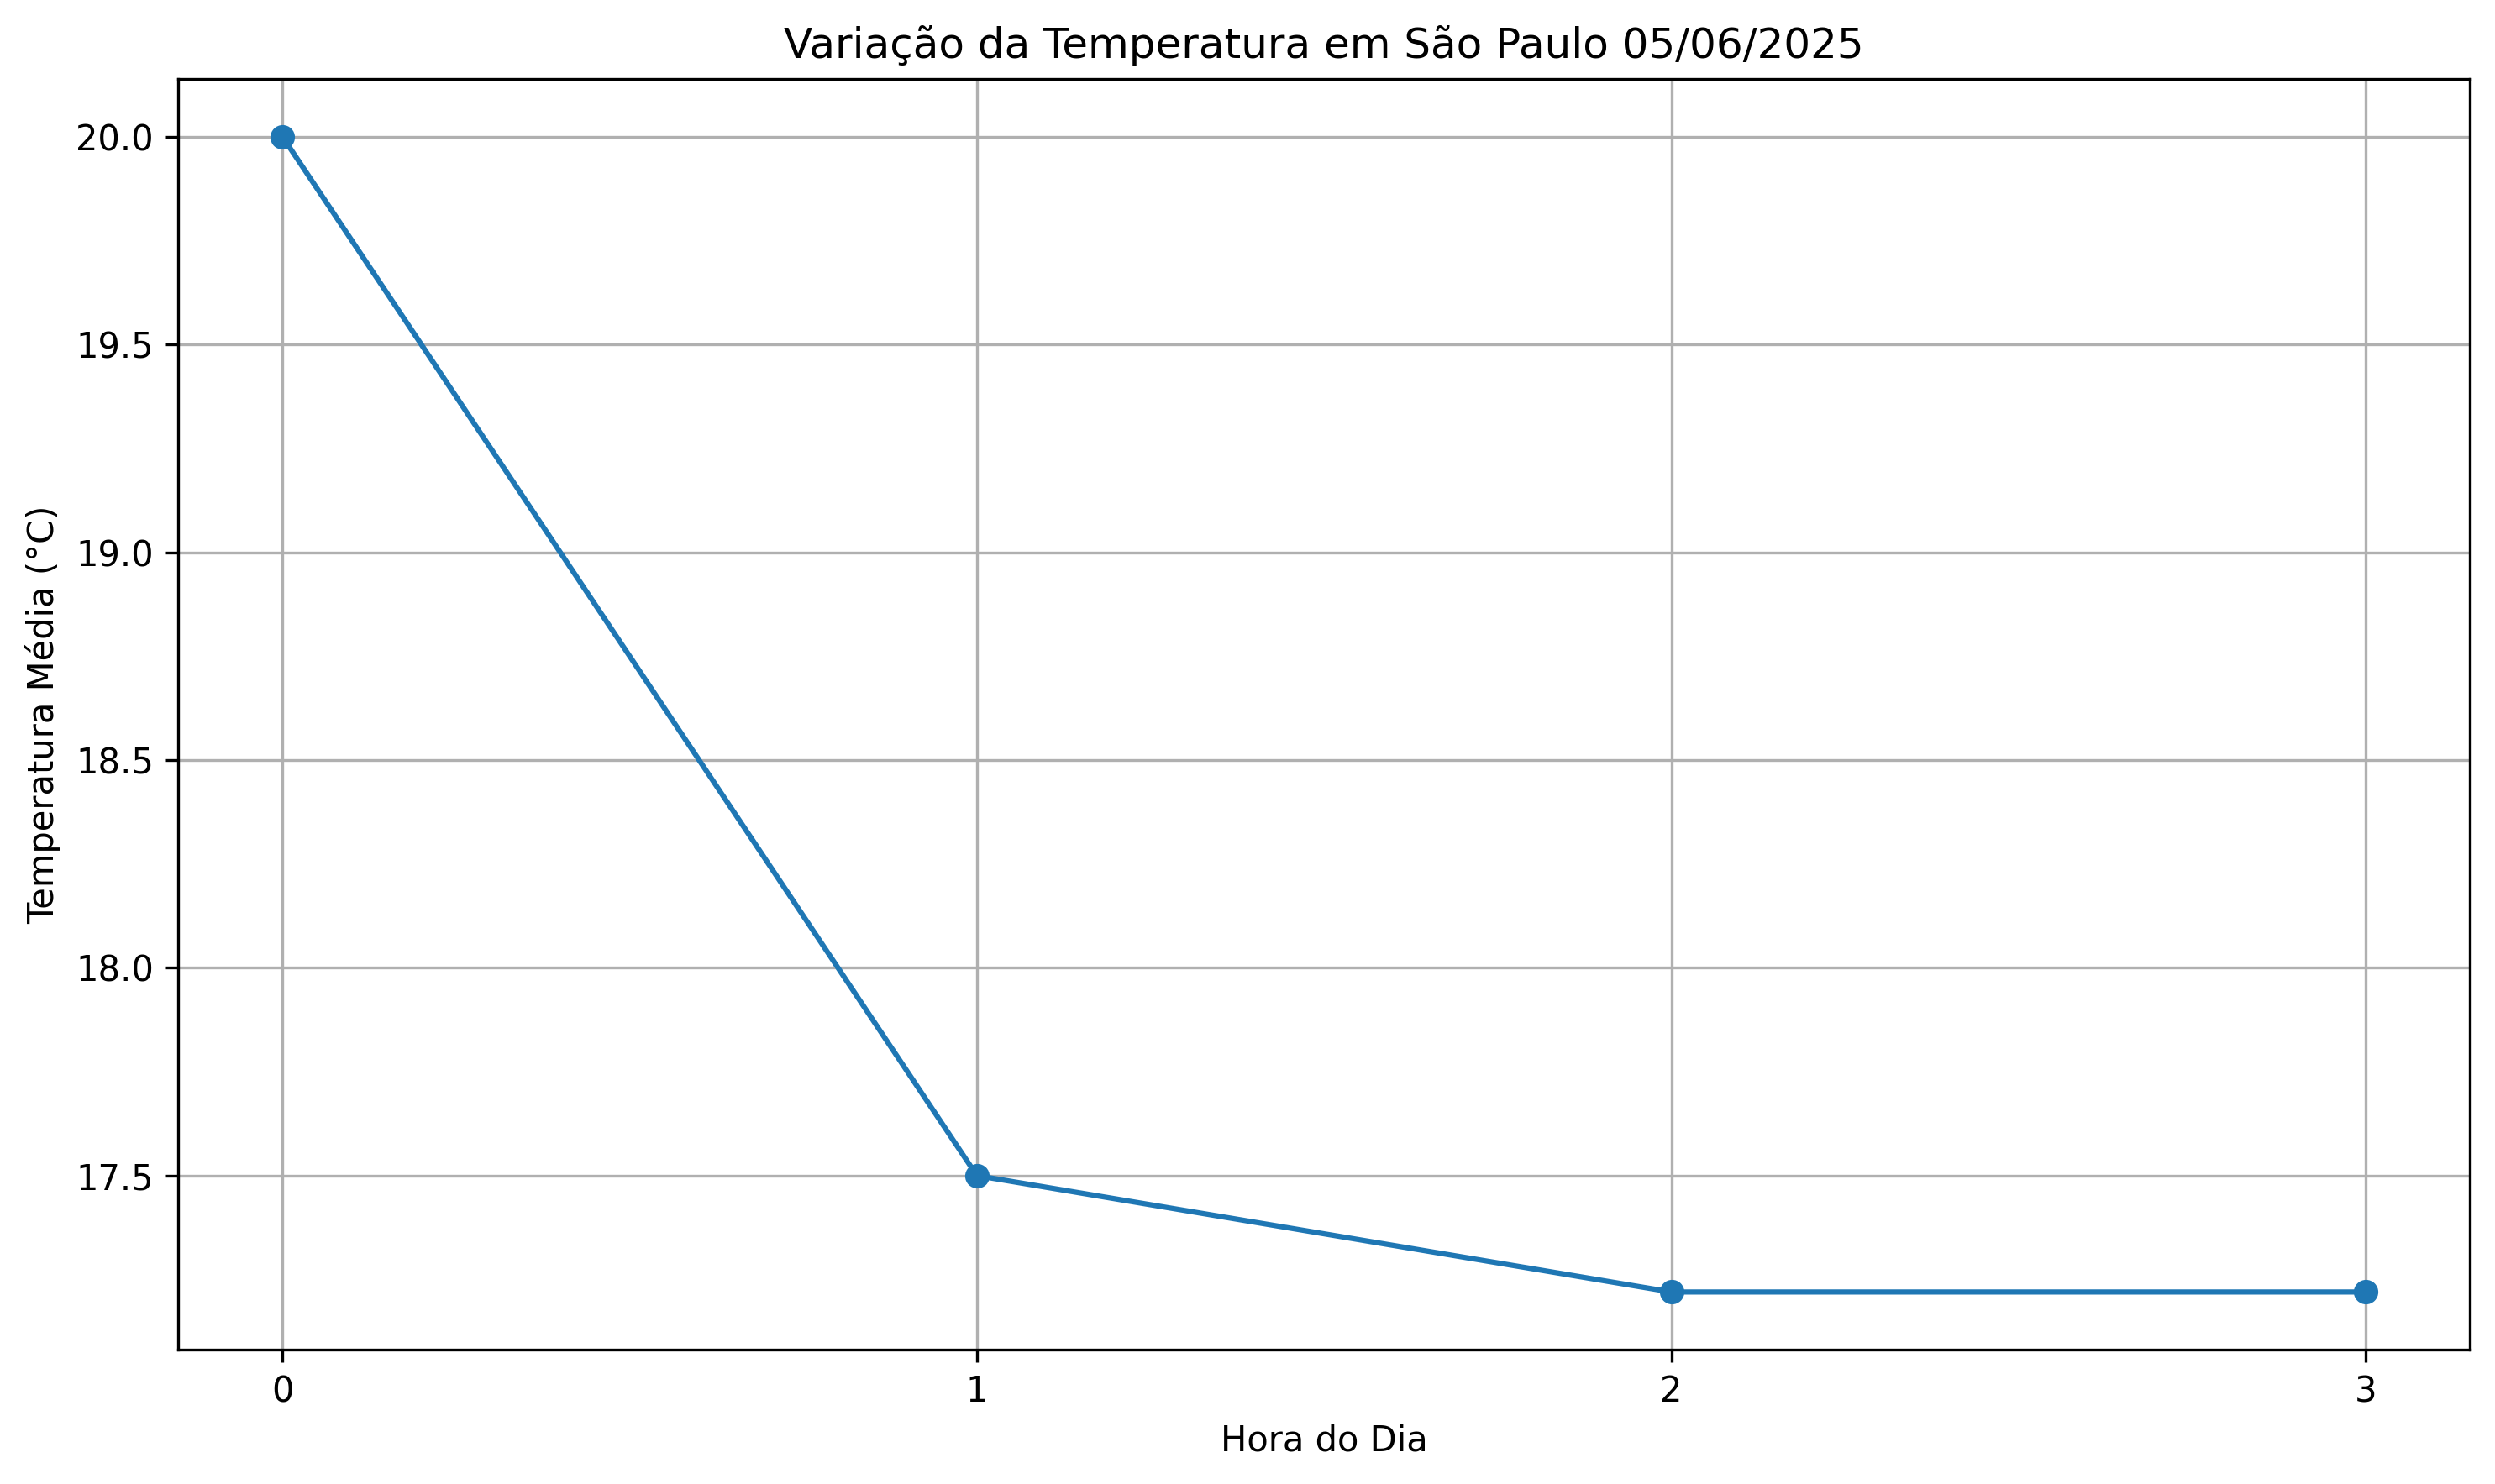 Variação da Temperatura em São Paulo 05/06/2025
Temperatura Média (°C)
20.0
19.5
19.0
18.5
18.0
17.5
0 1 2 3
Hora do Dia